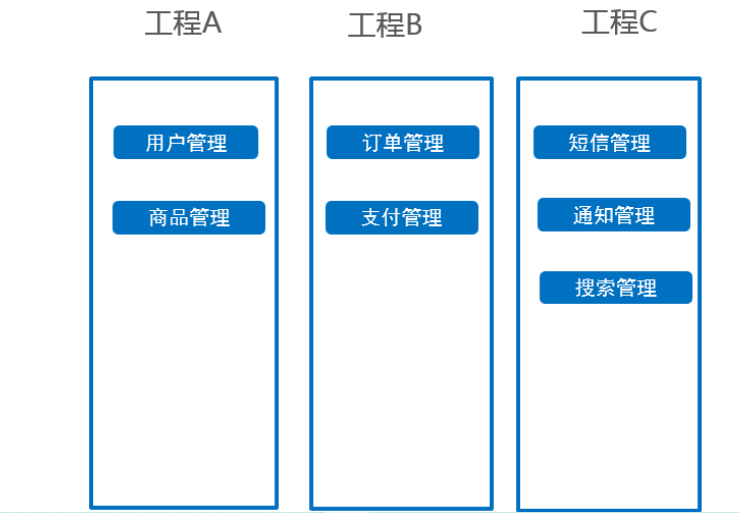 工程A
工程B
工程C
用户管理
订单管理
短信管理
商品管理
支付管理
通知管理
搜索管理